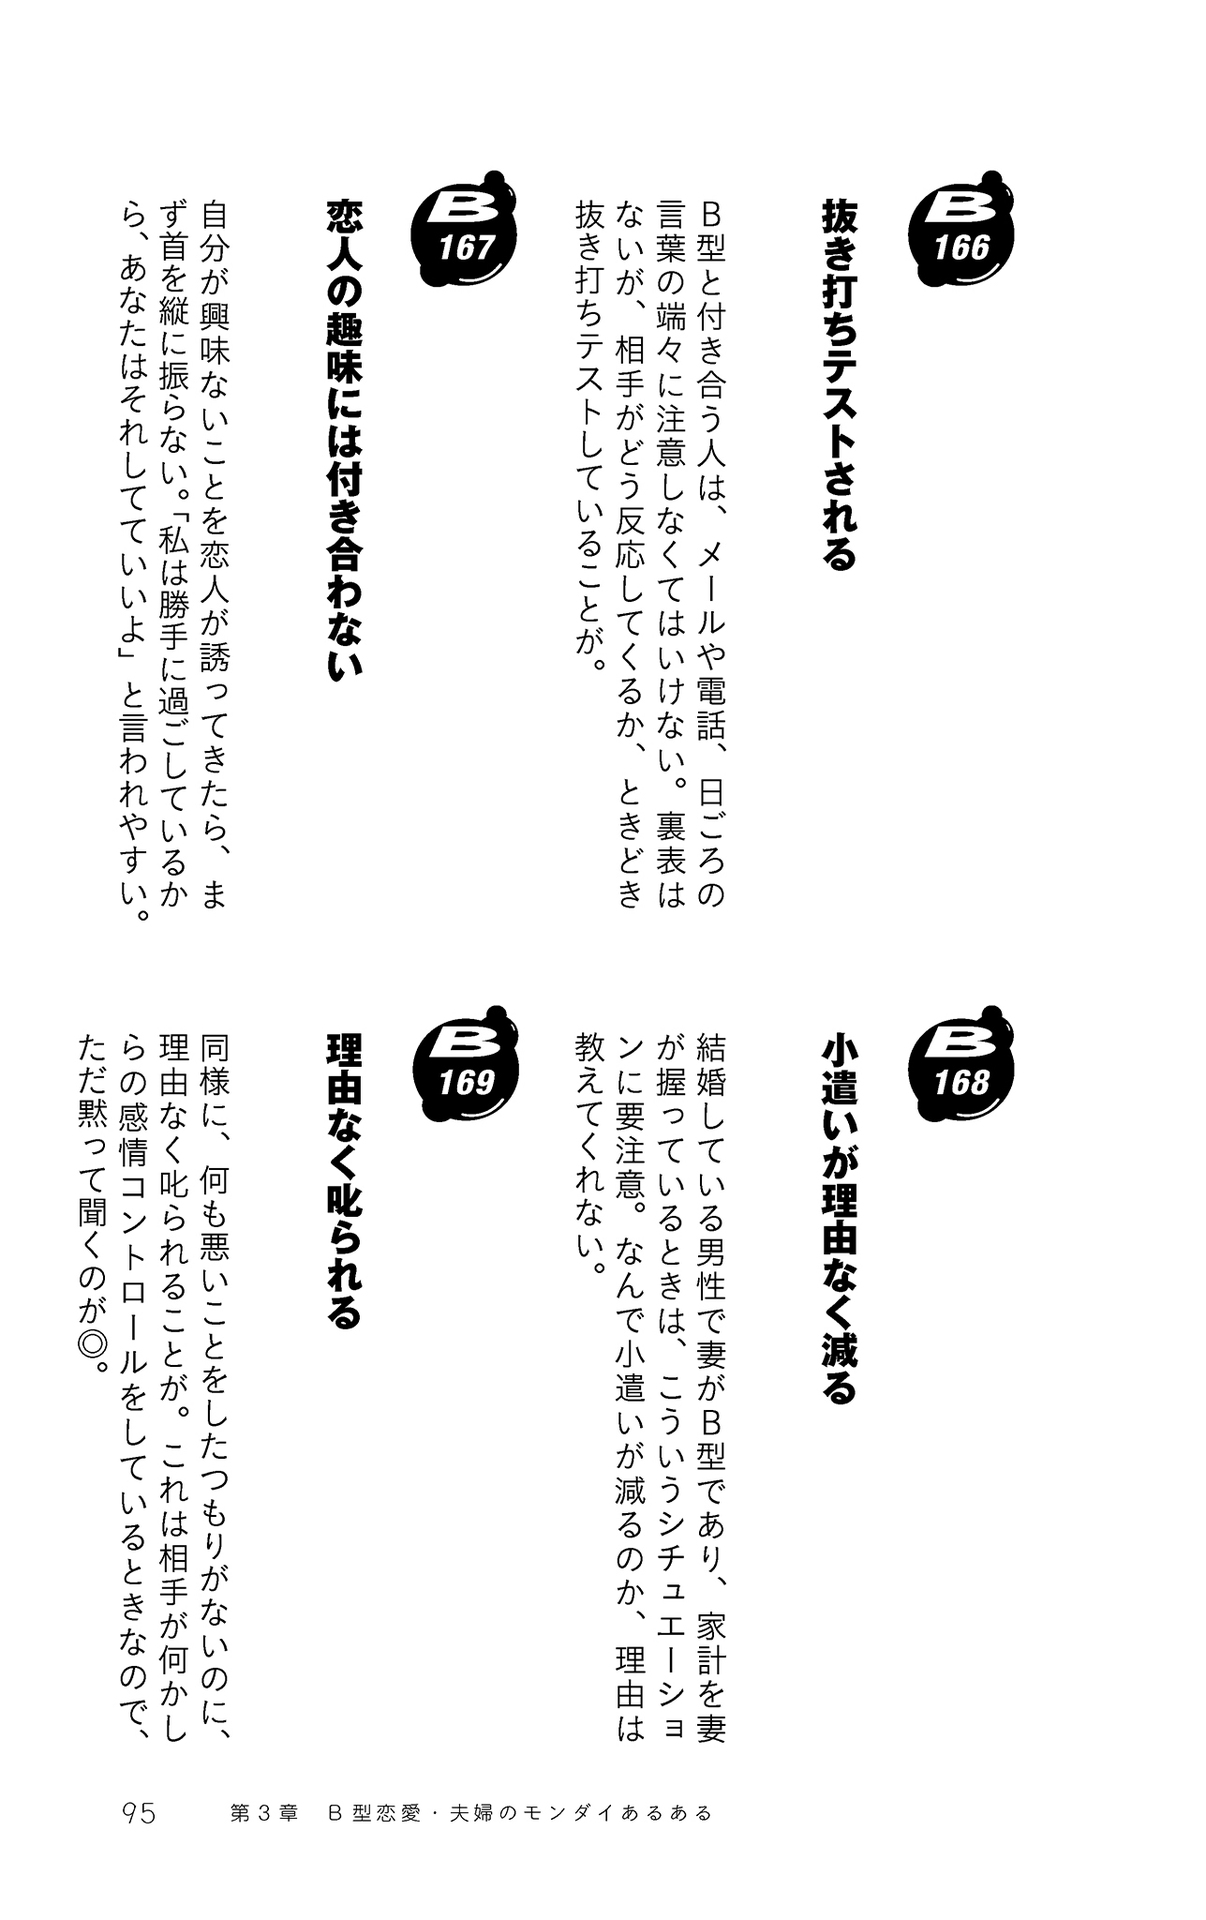 B
166
抜き打ちテストされる
B型と付き合う人は、メールや電話、日ごろの
言葉の端々に注意しなくてはいけない。裏表は
ないが、相手がどう反応してくるか、ときどき
抜き打ちテストしていることが。
B
167
恋人の趣味には付き合わない
自分が興味ないことを恋人が誘ってきたら、ま
ず首を縦に振らない。「私は勝手に過ごしているか
ら、あなたはそれしてていいよ」と言われやすい。
B
168
小遣いが理由なく減る
結婚している男性で妻がB型であり、家計を妻
が握っているときは、こういうシチュエーショ
ンに要注意。なんで小遣いが減るのか、理由は
教えてくれない。
B
169
理由なく叱られる
同様に、何も悪いことをしたつもりがないのに、
理由なく叱られることが。これは相手が何かし
らの感情コントロールをしているときなので、
ただ黙って聞くのが◎。
95 第3章 B型恋愛・夫婦のモンダイあるある